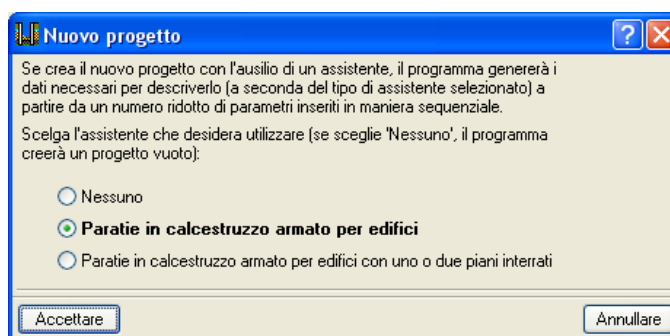 Nuovo progetto
Se crea il nuovo progetto con l'ausilio di un assistente, il programma genererà i
dati necessari per descriverlo (a seconda del tipo di assistente selezionato) a
partire da un numero ridotto di parametri inseriti in maniera sequenziale.
Scelga l'assistente che desidera utilizzare (se sceglie 'Nessuno', il programma
creerà un progetto vuoto):
Nessuno
Paratie in calcestruzzo armato per edifici
Paratie in calcestruzzo armato per edifici con uno o due piani interrati
Accettare
Annullare